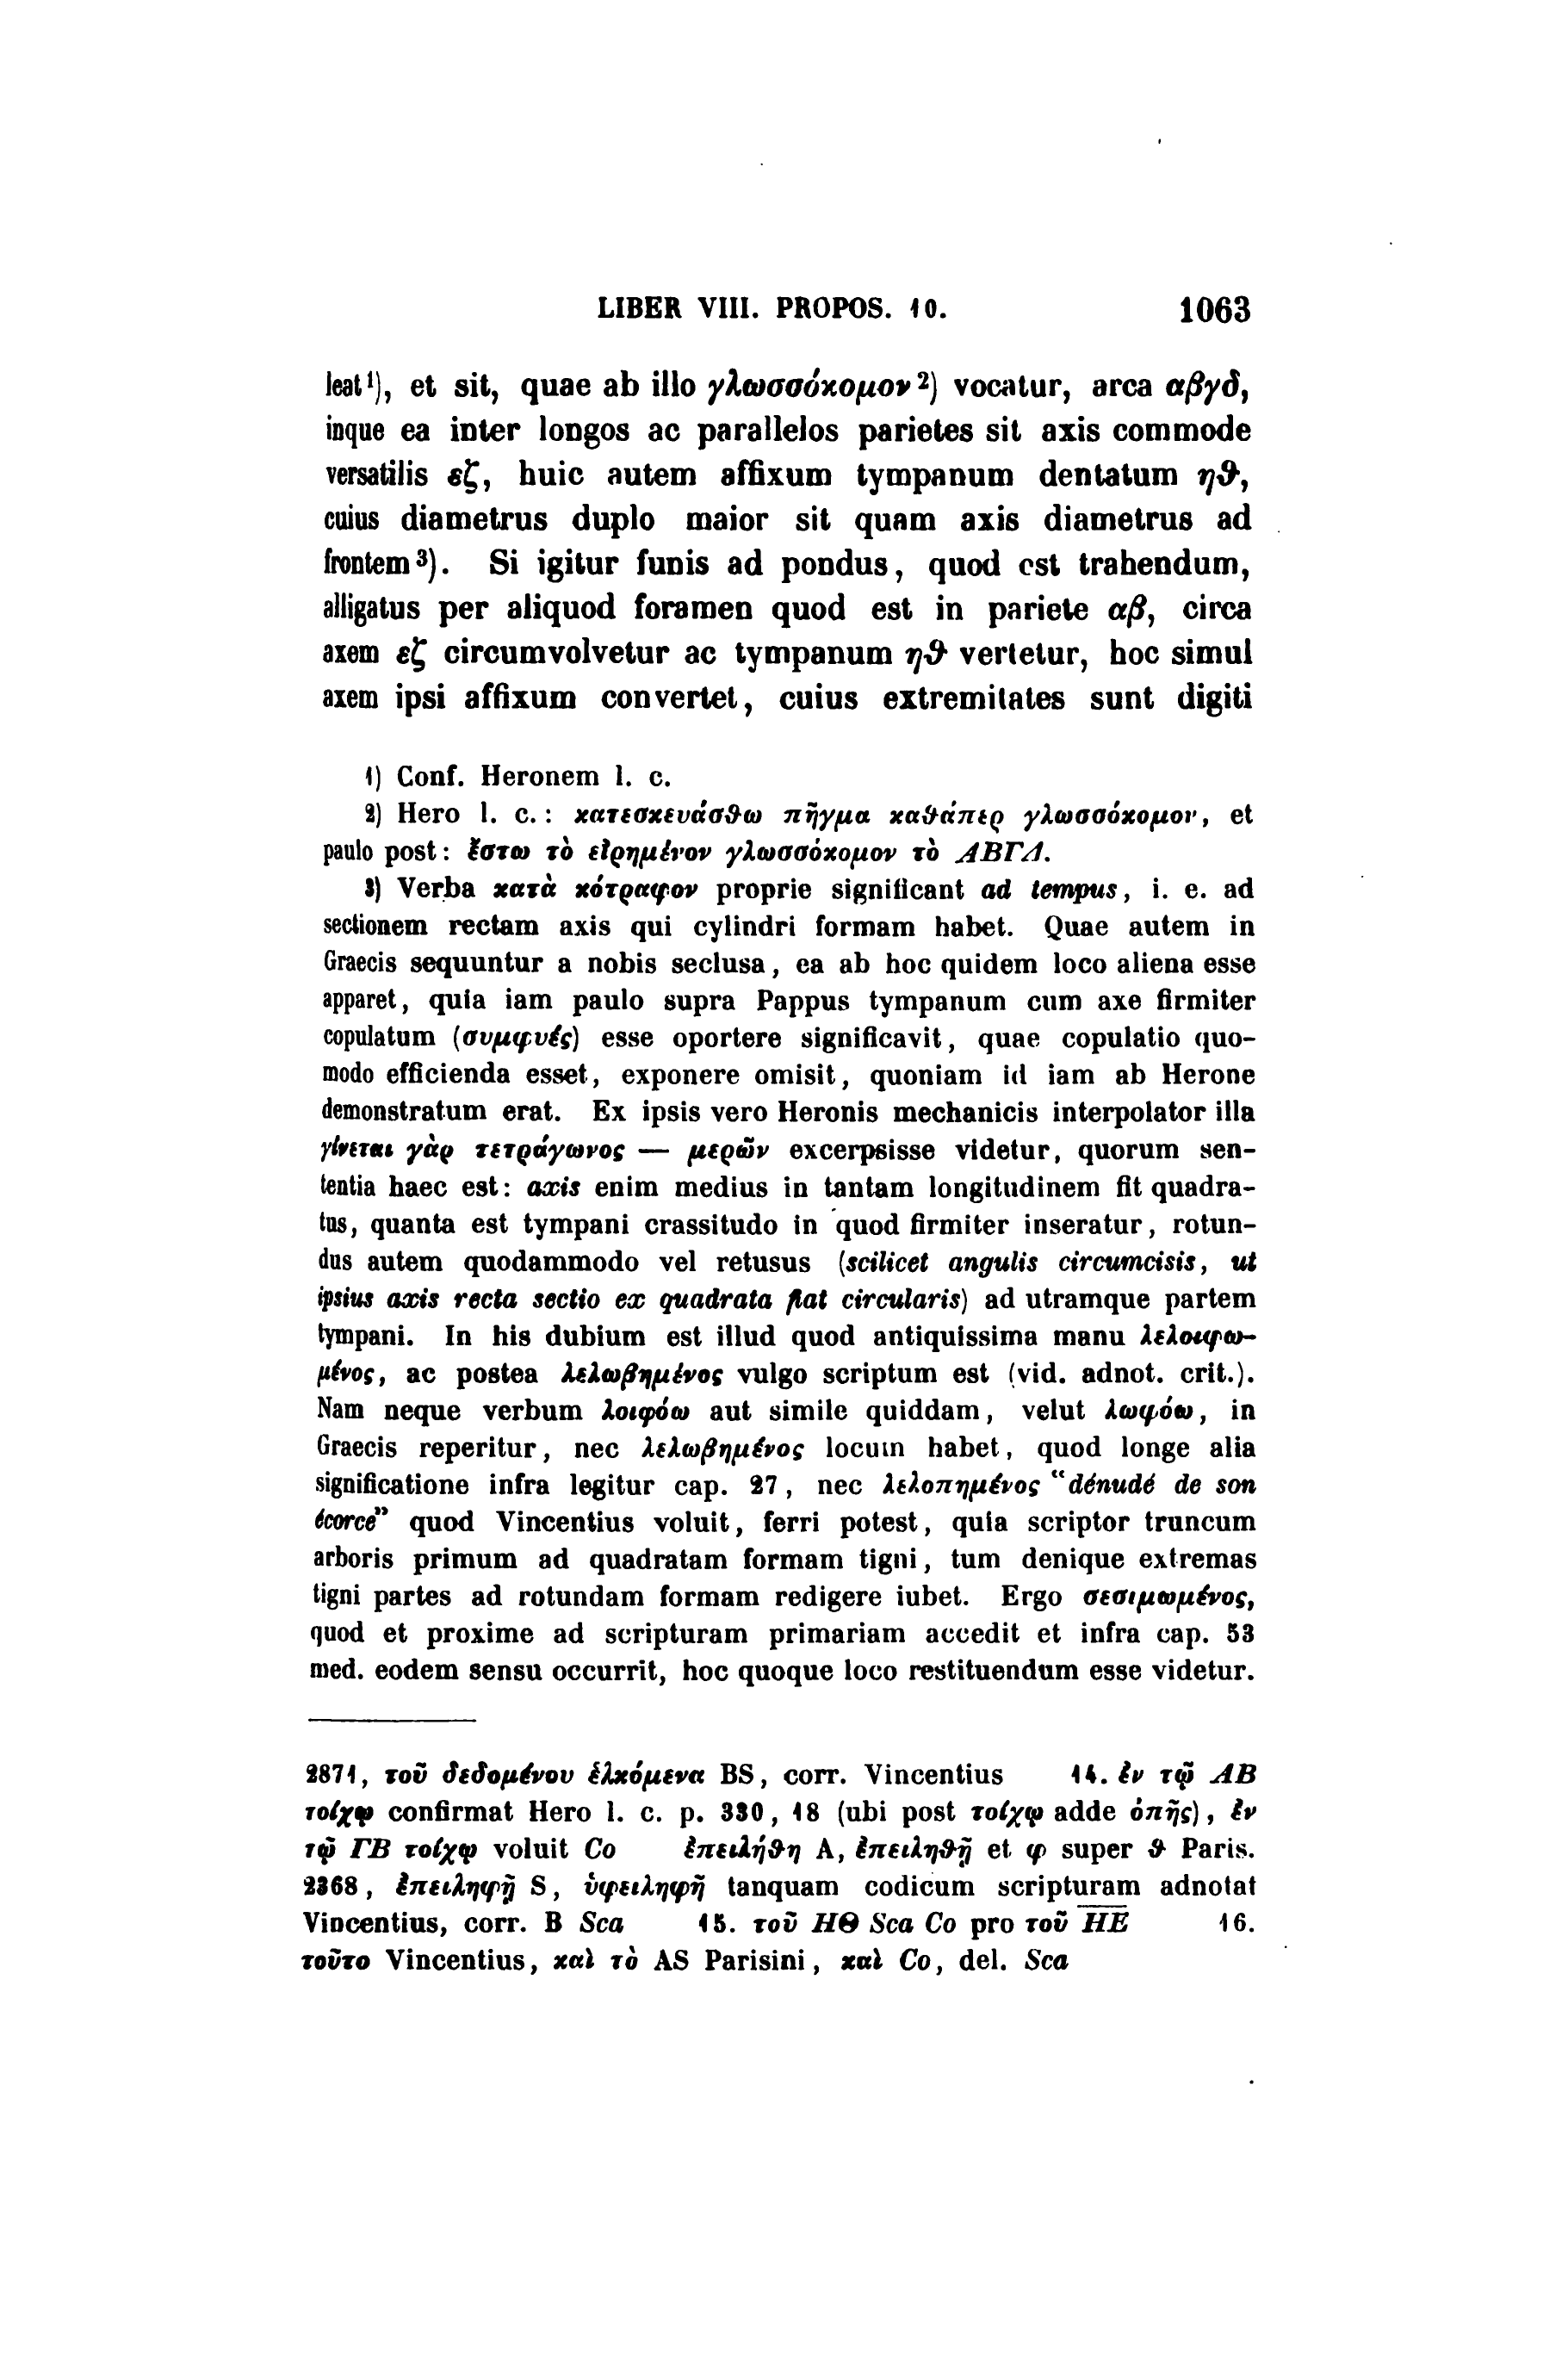 LIBER VIII. PROPOS. 10. 1063
leat¹), et sit, quae ab illo γλωσσόκομον²) vocatur, arca αβγδ,
inque ea inter longos ac parallelos parietes sit axis commode
versatilis εζ, huic autem affixum tympanum dentatum ηϑ,
cuius diametrus duplo maior sit quam axis diametrus ad
frontem³). Si igitur funis ad pondus, quod est trahendum,
alligatus per aliquod foramen quod est in pariete αβ, circa
axem εζ circumvolvetur ac tympanum ηϑ vertetur, hoc simul
axem ipsi affixum convertet, cuius extremitates sunt digiti
1) Conf. Heronem l. c.
2) Hero l. c.: κατεσκευάσϑω πῆγμα καϑάπερ γλωσσόκομον, et
paulo post: ἔστω τὸ εἰρημένον γλωσσόκομον τὸ ΑΒΓΔ.
3) Verba κατὰ κότραφον proprie significant ad tempus, i. e. ad
sectionem rectam axis qui cylindri formam habet. Quae autem in
Graecis sequuntur a nobis seclusa, ea ab hoc quidem loco aliena esse
apparet, quia iam paulo supra Pappus tympanum cum axe firmiter
copulatum (συμφυές) esse oportere significavit, quae copulatio quo-
modo efficienda esset, exponere omisit, quoniam id iam ab Herone
demonstratum erat. Ex ipsis vero Heronis mechanicis interpolator illa
γίνεται γὰρ τετράγωνος — μερῶν excerpsisse videtur, quorum sen-
tentia haec est: axis enim medius in tantam longitudinem fit quadra-
tus, quanta est tympani crassitudo in quod firmiter inseratur, rotun-
dus autem quodammodo vel retusus (scilicet angulis circumcisis, ut
ipsius axis recta sectio ex quadrata fiat circularis) ad utramque partem
tympani. In his dubium est illud quod antiquissima manu λελοιφω-
μένος, ac postea λελωβημένος vulgo scriptum est (vid. adnot. crit.).
Nam neque verbum λοιφόω aut simile quiddam, velut λωφόω, in
Graecis reperitur, nec λελωβημένος locum habet, quod longe alia
significatione infra legitur cap. 27, nec λελοπημένος "dénudé de son
écorce" quod Vincentius voluit, ferri potest, quia scriptor truncum
arboris primum ad quadratam formam tigni, tum denique extremas
tigni partes ad rotundam formam redigere iubet. Ergo σεσιμωμένος,
quod et proxime ad scripturam primariam accedit et infra cap. 53
med. eodem sensu occurrit, hoc quoque loco restituendum esse videtur.
2871, τοῦ δεδομένου ἑλκόμενα BS, corr. Vincentius 14. ἐν τῷ ΑΒ
τοίχῳ confirmat Hero l. c. p. 330, 18 (ubi post τοίχῳ adde ὀπῆς), ἐν
τῷ ΓΒ τοίχῳ voluit Co ἐπειλήϑη A, ἐπειληϑῇ et φ super ϑ Paris.
2368, ἐπειληφῇ S, ὑφειληφῇ tanquam codicum scripturam adnotat
Vincentius, corr. B Sca 15. τοῦ ΗΘ Sca Co pro τοῦ H̅E̅ 16.
τοῦτο Vincentius, καὶ τὸ AS Parisini, καὶ Co, del. Sca